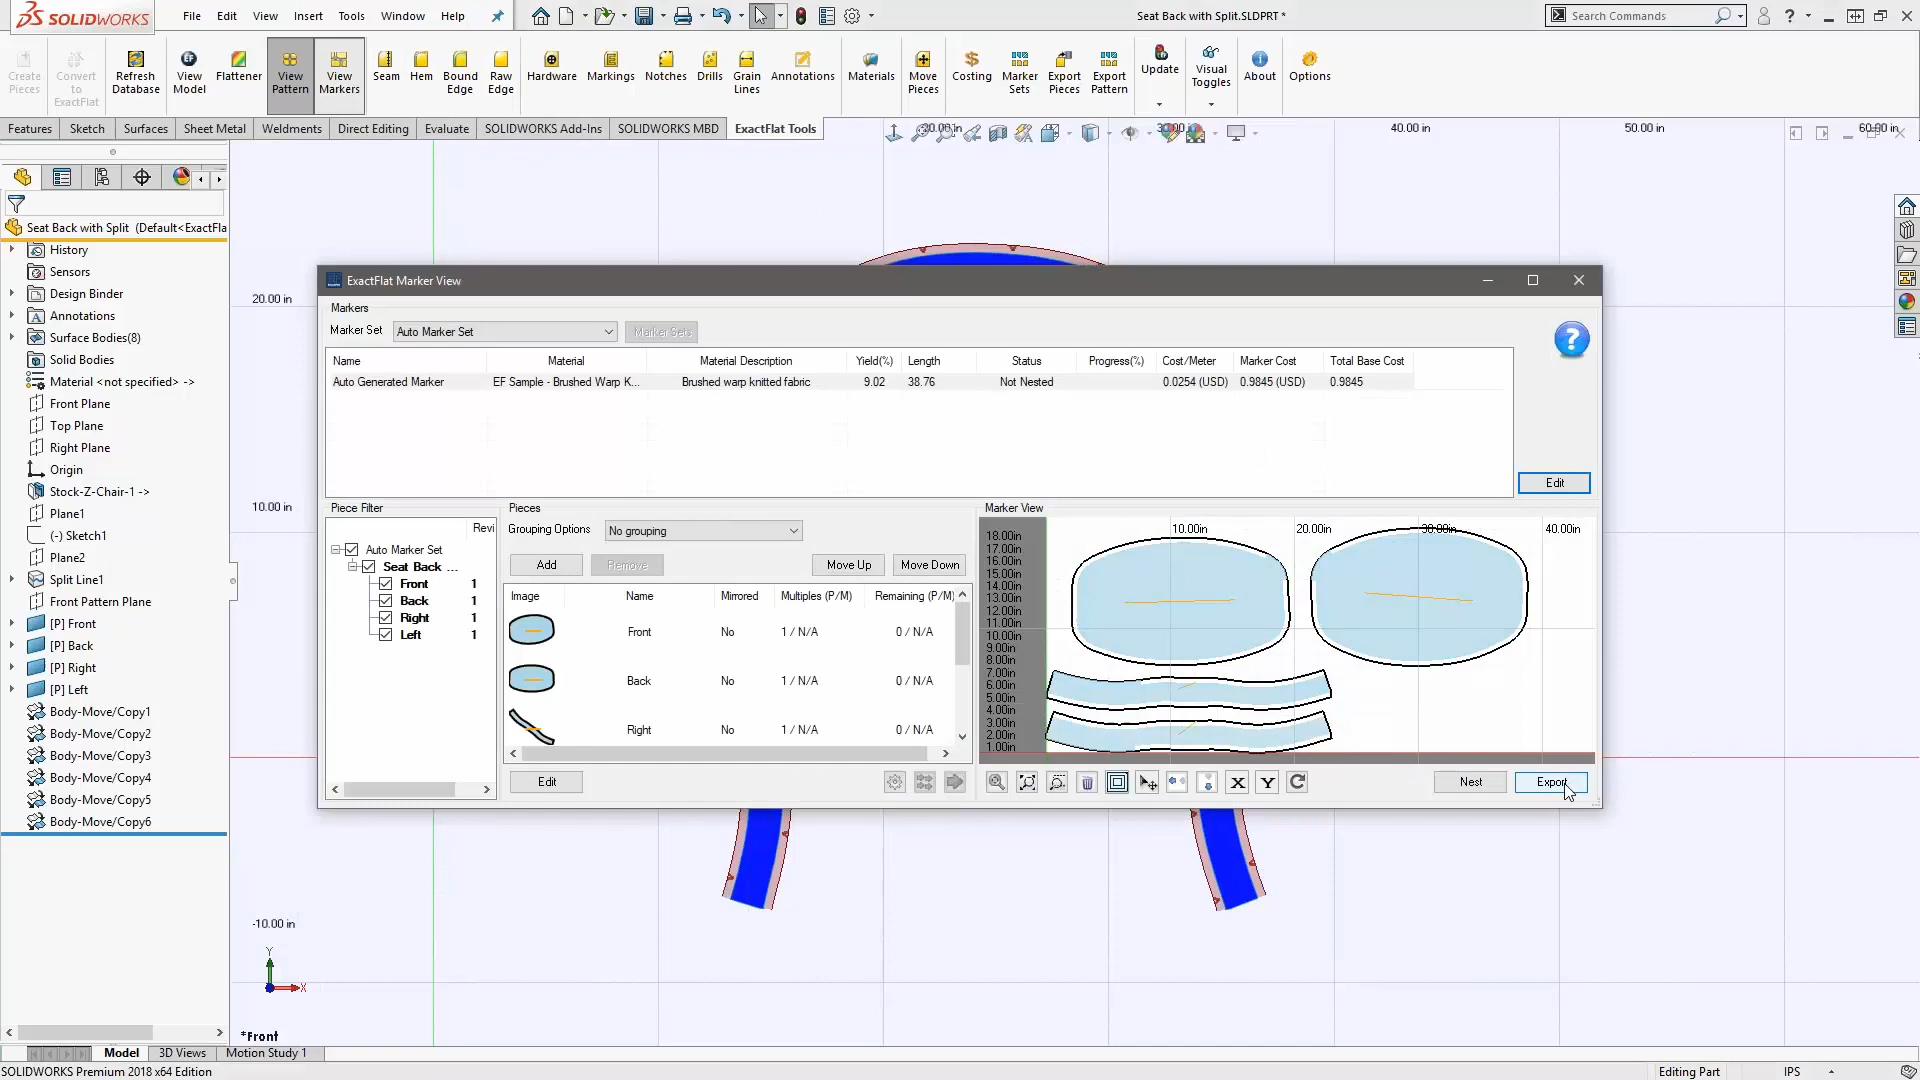 SOLIDWORKS
File Edit View Insert Tools Window Help
Seat Back with Split.SLDPRT *
Search Commands
Create Pieces
Convert to ExactFlat
Refresh Database
View Model
Flattener
View Pattern
View Markers
Seam
Hem
Bound Edge
Raw Edge
Hardware
Markings
Notches
Drills
Grain Lines
Annotations
Materials
Move Pieces
Costing
Marker Sets
Export Pieces
Export Pattern
Update
Visual Toggles
About
Options
Features Sketch Surfaces Sheet Metal Weldments Direct Editing Evaluate SOLIDWORKS Add-Ins SOLIDWORKS MBD ExactFlat Tools
40.00 in 50.00 in
Seat Back with Split (Default<ExactFla
History
Sensors
Design Binder
Annotations
Surface Bodies(8)
Solid Bodies
Material <not specified> ->
Front Plane
Top Plane
Right Plane
Origin
Stock-Z-Chair-1 ->
Plane1
(-) Sketch1
Plane2
Split Line1
Front Pattern Plane
[P] Front
[P] Back
[P] Right
[P] Left
Body-Move/Copy1
Body-Move/Copy2
Body-Move/Copy3
Body-Move/Copy4
Body-Move/Copy5
Body-Move/Copy6
20.00 in
10.00 in
-10.00 in
Y
X
*Front
ExactFlat Marker View
Markers
Marker Set Auto Marker Set Marker Sets
Name Material Material Description Yield(%) Length Status Progress(%) Cost/Meter Marker Cost Total Base Cost
Auto Generated Marker EF Sample - Brushed Warp K... Brushed warp knitted fabric 9.02 38.76 Not Nested 0.0254 (USD) 0.9845 (USD) 0.9845
Edit
Piece Filter
Revi
Auto Marker Set
Seat Back ...
Front 1
Back 1
Right 1
Left 1
Pieces
Grouping Options No grouping
Add Remove Move Up Move Down
Image Name Mirrored Multiples (P/M) Remaining (P/M)
Front No 1 / N/A 0 / N/A
Back No 1 / N/A 0 / N/A
Right No 1 / N/A 0 / N/A
Edit
Marker View
10.00in 20.00in 30.00in 40.00in
18.00in
17.00in
16.00in
15.00in
14.00in
13.00in
12.00in
11.00in
10.00in
9.00in
8.00in
7.00in
6.00in
5.00in
4.00in
3.00in
2.00in
1.00in
X Y
Nest Export
Model 3D Views Motion Study 1
SOLIDWORKS Premium 2018 x64 Edition
Editing Part IPS